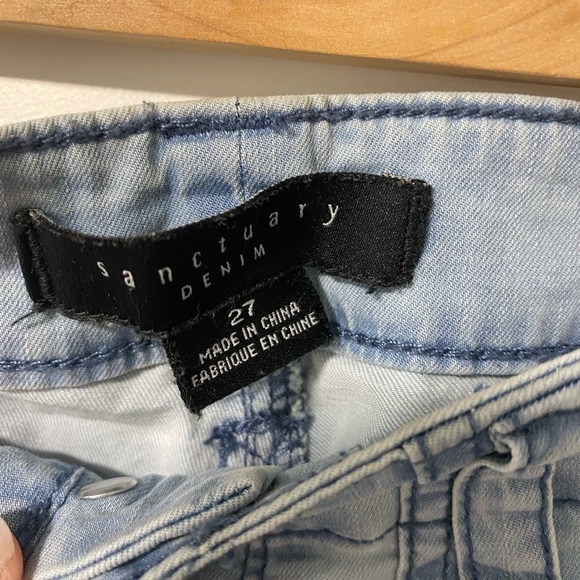 sanctuary
DENIM
27
MADE IN CHINA
FABRIQUE EN CHINE